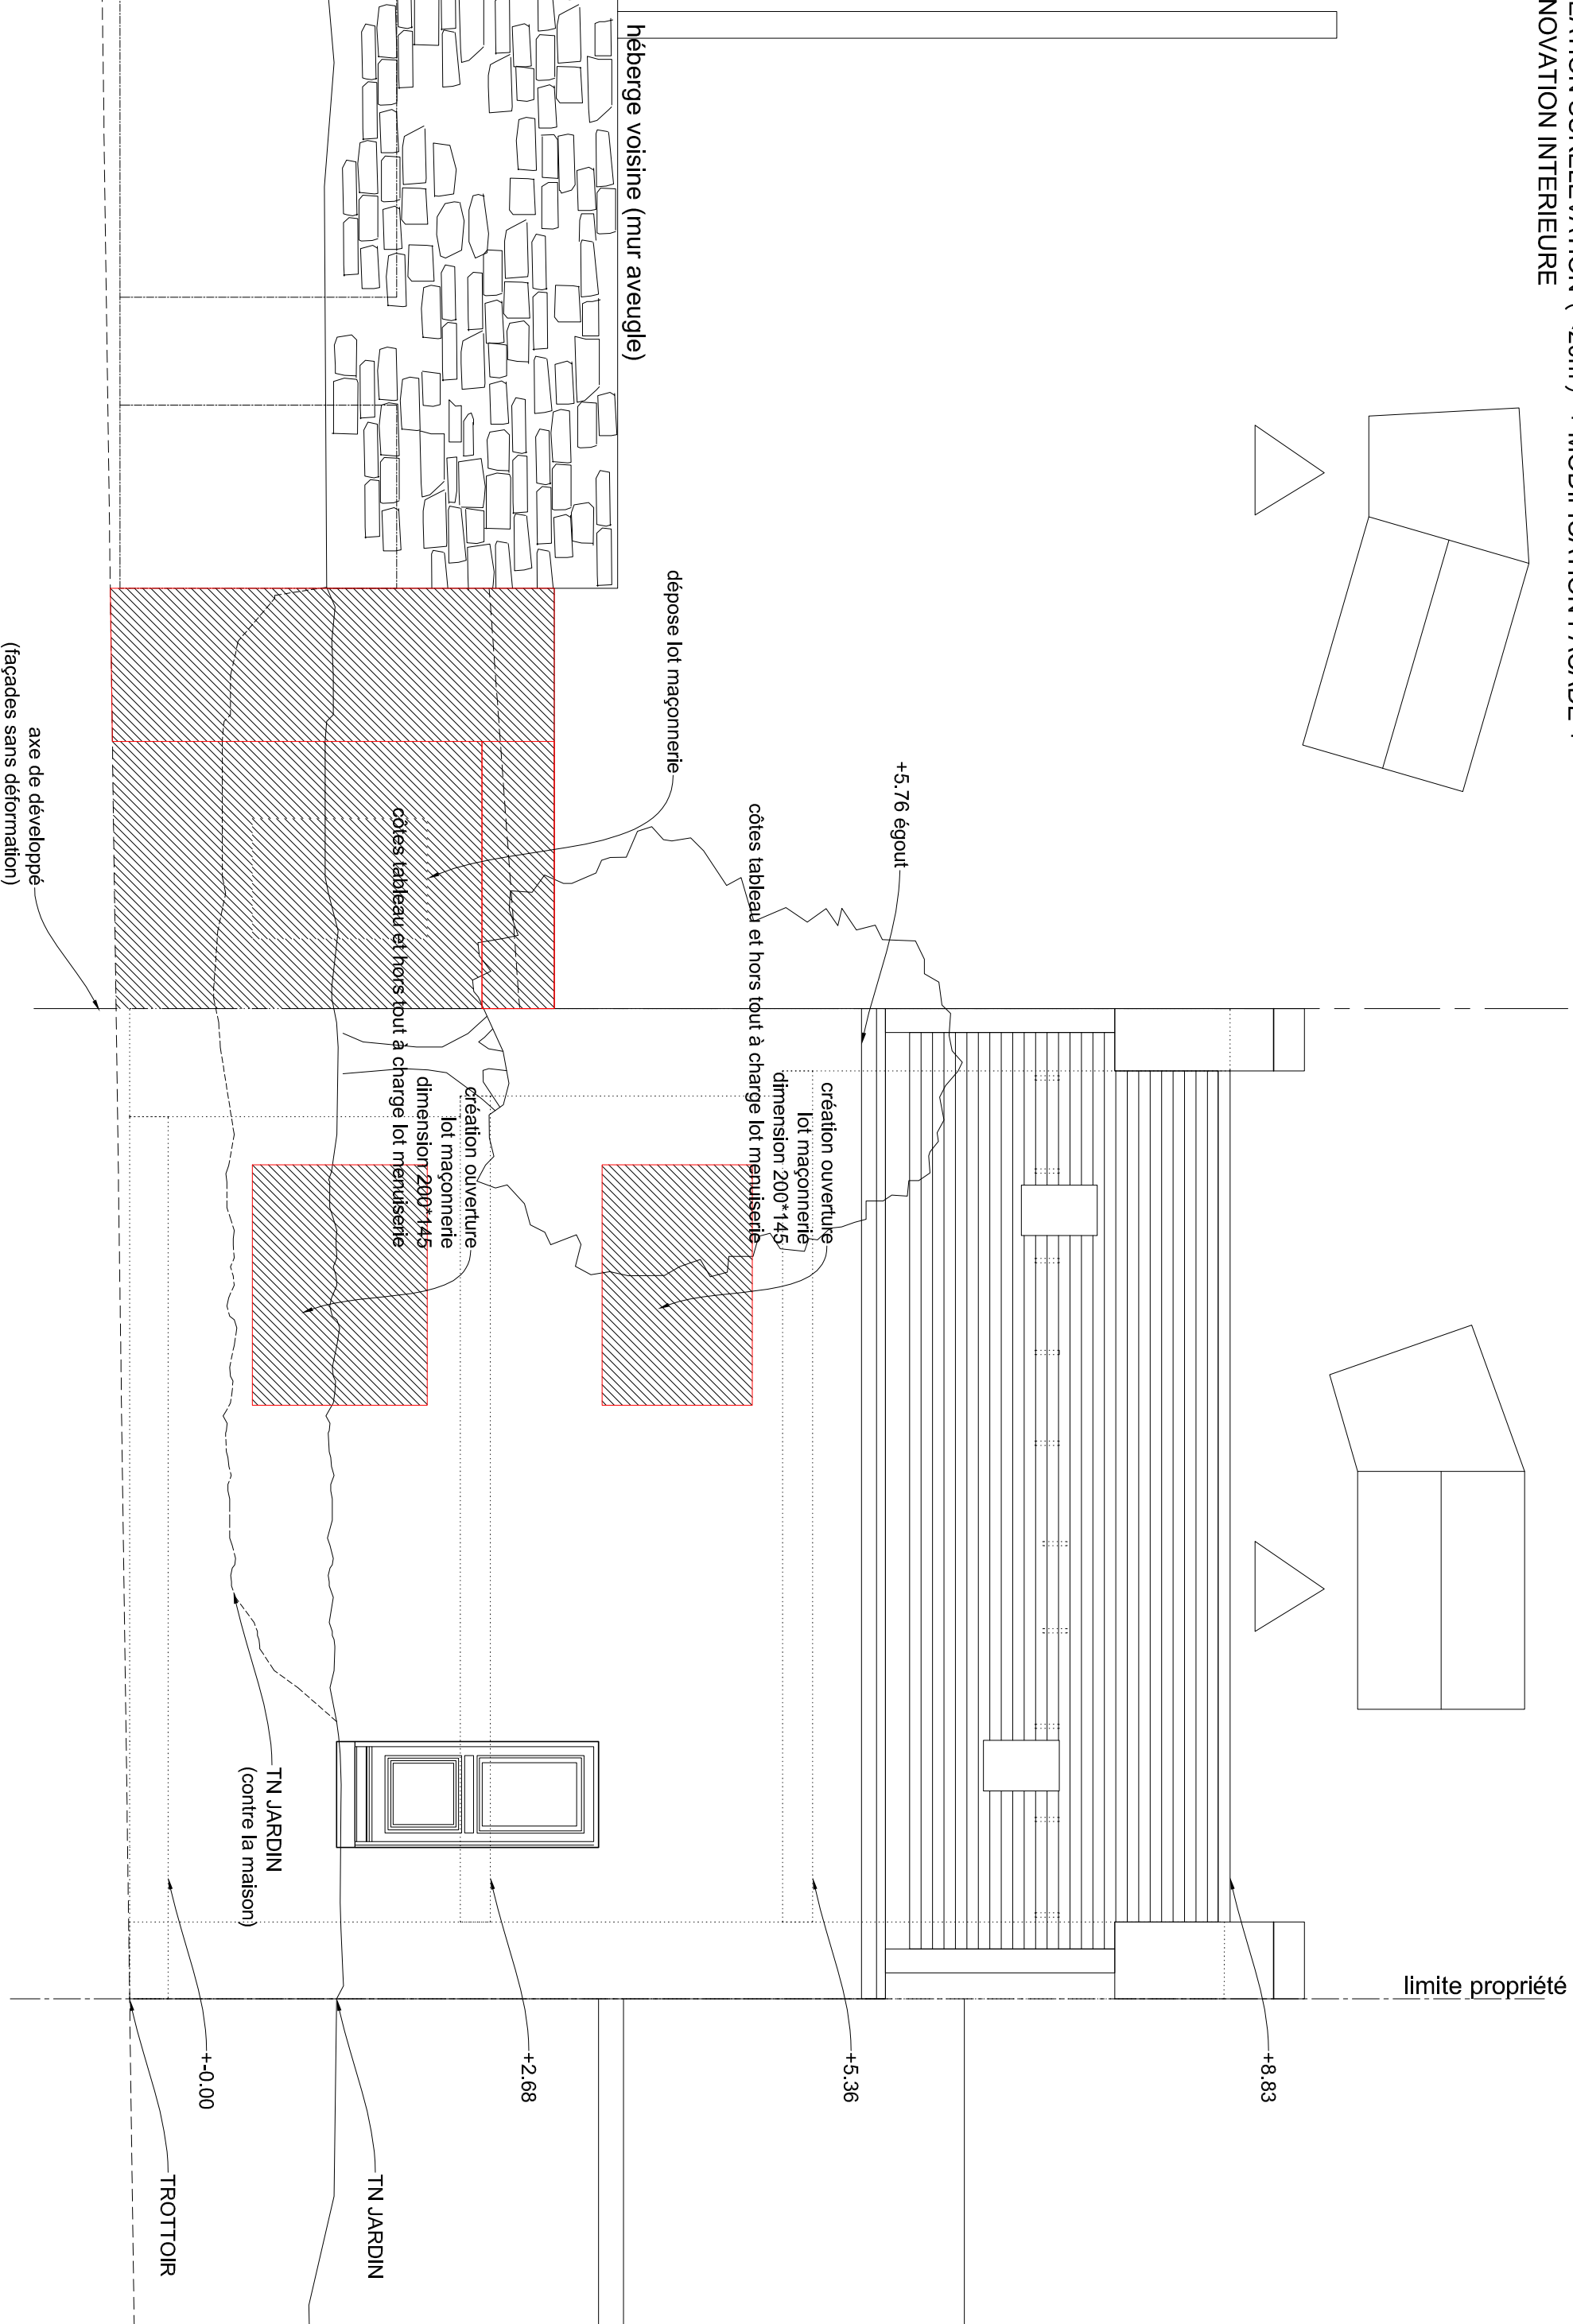 NOVATION INTERIEURE
héberge voisine (mur aveugle)
dépose lot maçonnerie
+5.76 égout
axe de développé
(façades sans déformation)
création ouverture
lot maçonnerie
dimension 200*145
côtes tableau et hors tout à charge lot menuiserie
création ouverture
lot maçonnerie
dimension 200*145
côtes tableau et hors tout à charge lot menuiserie
TN JARDIN
(contre la maison)
limite propriété
+8.83
+5.36
+2.68
+-0.00
TN JARDIN
TROTTOIR